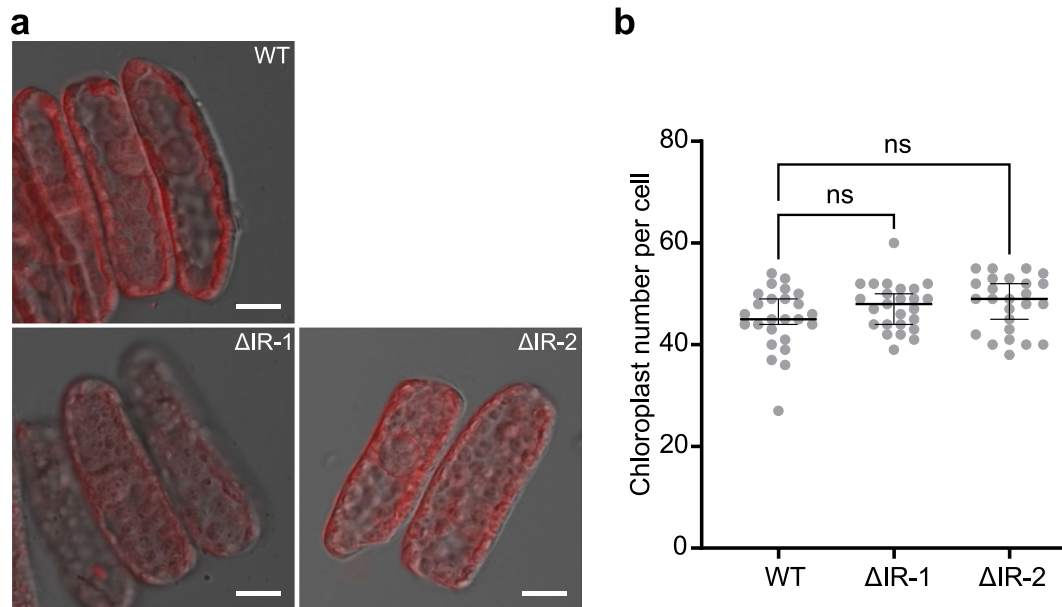 a
WT
ΔIR-1
ΔIR-2
b
Chloroplast number per cell
80
60
40
20
0
ns
ns
WT
ΔIR-1
ΔIR-2